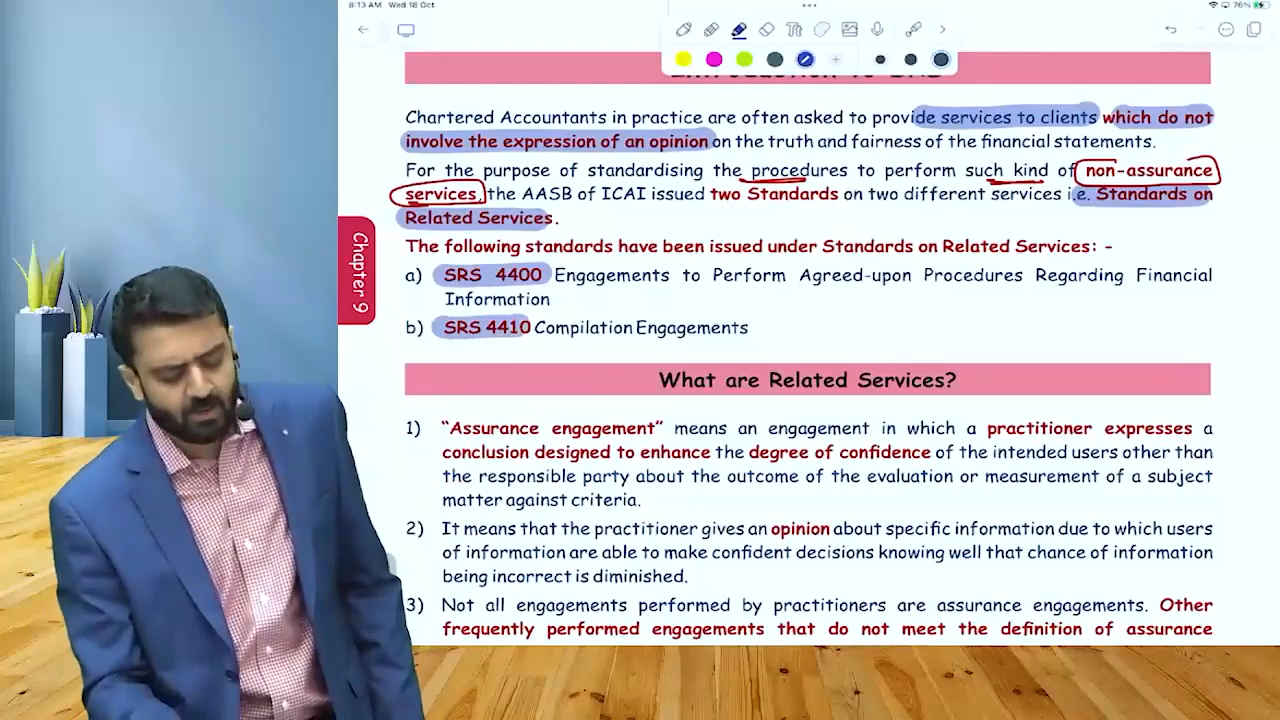 8:13 AM Wed 18 Oct
76%
Chartered Accountants in practice are often asked to provide services to clients which do not
involve the expression of an opinion on the truth and fairness of the financial statements.
For the purpose of standardising the procedures to perform such kind of non-assurance
services, the AASB of ICAI issued two Standards on two different services i.e. Standards on
Related Services.
The following standards have been issued under Standards on Related Services: -
a) SRS 4400 Engagements to Perform Agreed-upon Procedures Regarding Financial
Information
b) SRS 4410 Compilation Engagements
Chapter 9
What are Related Services?
1) “Assurance engagement” means an engagement in which a practitioner expresses a
conclusion designed to enhance the degree of confidence of the intended users other than
the responsible party about the outcome of the evaluation or measurement of a subject
matter against criteria.
2) It means that the practitioner gives an opinion about specific information due to which users
of information are able to make confident decisions knowing well that chance of information
being incorrect is diminished.
3) Not all engagements performed by practitioners are assurance engagements. Other
frequently performed engagements that do not meet the definition of assurance